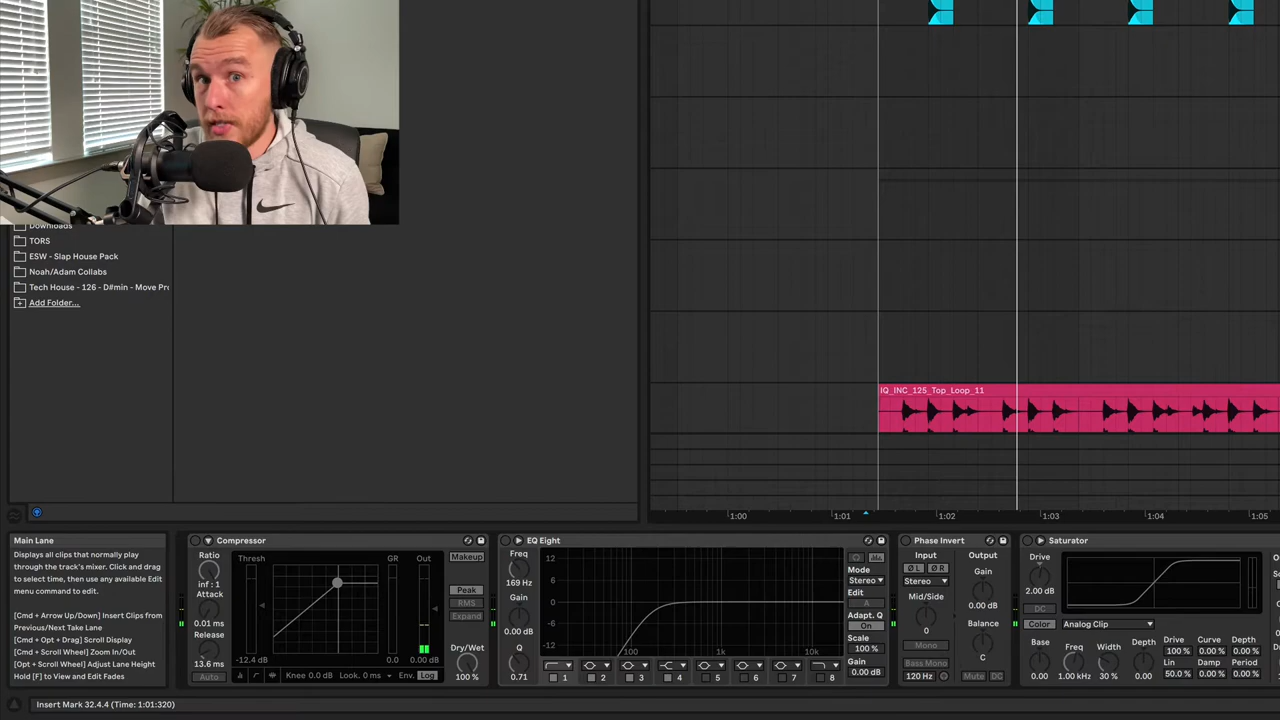 Downloads
TORS
ESW - Slap House Pack
Noah/Adam Collabs
Tech House - 126 - D#min - Move Pro
Add Folder...
IQ_INC_125_Top_Loop_11
1:00 1:01 1:02 1:03 1:04 1:05
Main Lane
Displays all clips that normally play
through the track's mixer. Click and drag
to select time, then use any available Edit
menu command to edit.
[Cmd + Arrow Up/Down] Insert Clips from
Previous/Next Take Lane
[Cmd + Opt + Drag] Scroll Display
[Cmd + Scroll Wheel] Zoom In/Out
[Opt + Scroll Wheel] Adjust Lane Height
Hold [F] to View and Edit Fades
Compressor
Ratio
inf : 1
Attack
0.01 ms
Release
13.6 ms
Auto
Thresh
GR
Out
-12.4 dB
0.0
0.00 dB
Knee 0.0 dB
Look. 0 ms
Env.
Log
Makeup
Peak
RMS
Expand
Dry/Wet
100 %
EQ Eight
Freq
169 Hz
Gain
0.00 dB
Q
0.71
12
6
0
-6
100
1k
10k
1 2 3 4 5 6 7 8
Mode
Stereo
Edit
A
Adapt. Q
On
Scale
100 %
Gain
0.00 dB
Phase Invert
Input
Ø L
Ø R
Stereo
Mid/Side
0
Mono
Bass Mono
120 Hz
Output
Gain
0.00 dB
Balance
C
Mute
DC
Saturator
Drive
2.00 dB
DC
Color
Analog Clip
Base
0.00
Freq
1.00 kHz
Width
30 %
Depth
0.00
Drive
100 %
Lin
50.0 %
Curve
0.00 %
Damp
0.00 %
Depth
0.00 %
Period
0.00 %
Insert Mark 32.4.4 (Time: 1:01:320)